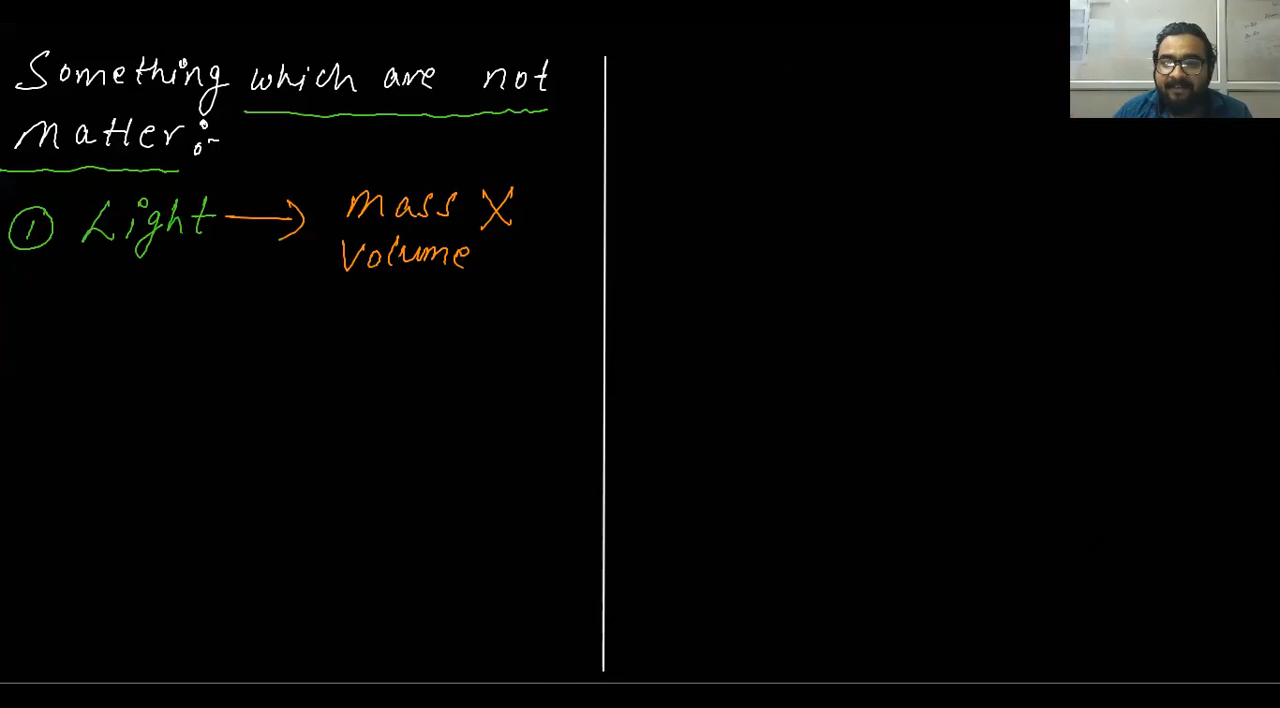 Something which are not
matter:-
① Light → mass X
volume